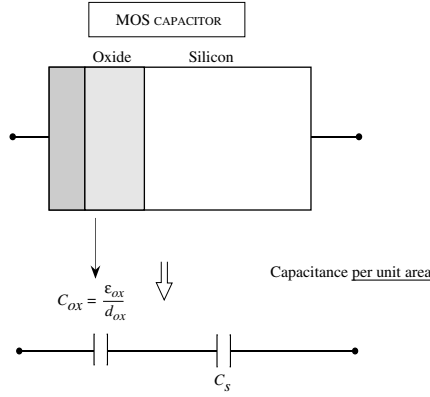 MOS CAPACITOR
Oxide Silicon
Capacitance per unit area
C_ox = ε_ox / d_ox
C_s